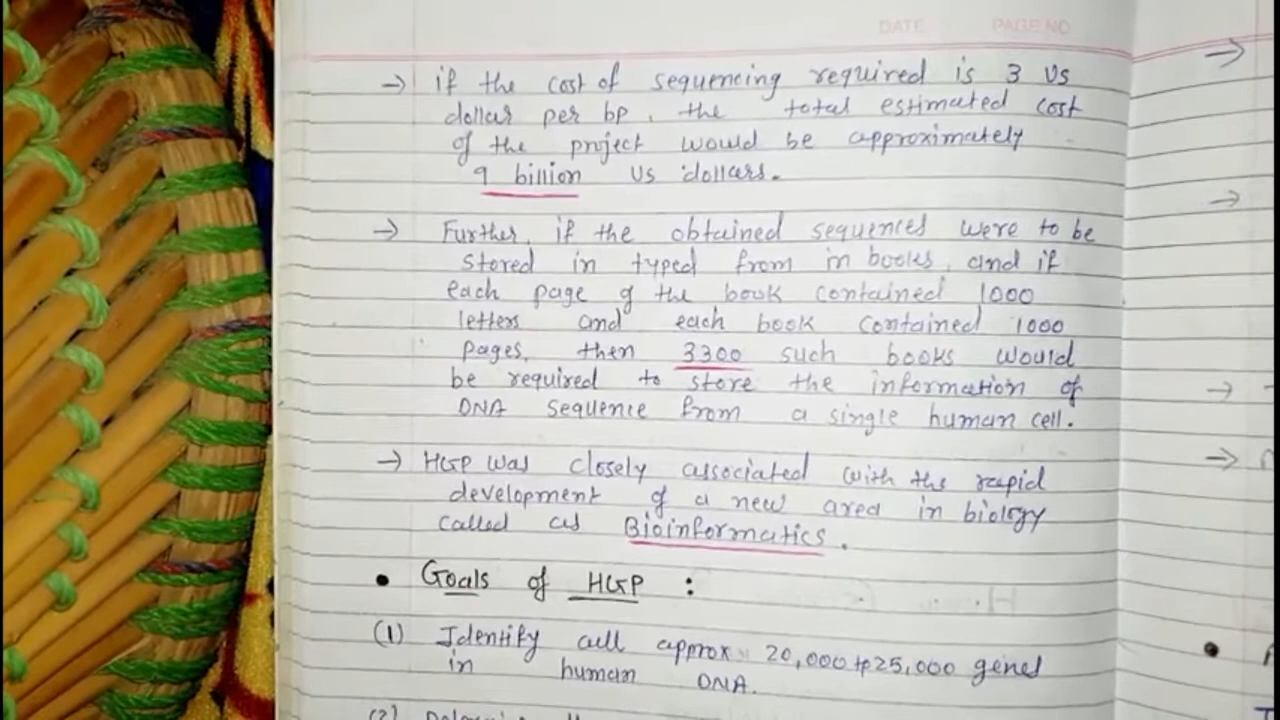 DATE PAGE NO
→ if the cost of sequencing required is 3 US
dollar per bp, the total estimated cost
of the project would be approximately
9 billion US dollars.
→ Further, if the obtained sequences were to be
stored in typed from in books, and if
each page of the book contained 1000
letters and each book contained 1000
pages, then 3300 such books would
be required to store the information of
DNA sequence from a single human cell.
→ HGP was closely associated with the rapid
development of a new area in biology
called as Bioinformatics.
• Goals of HGP :
(1) Identify all approx. 20,000 to 25,000 genes
in human DNA.
(2)